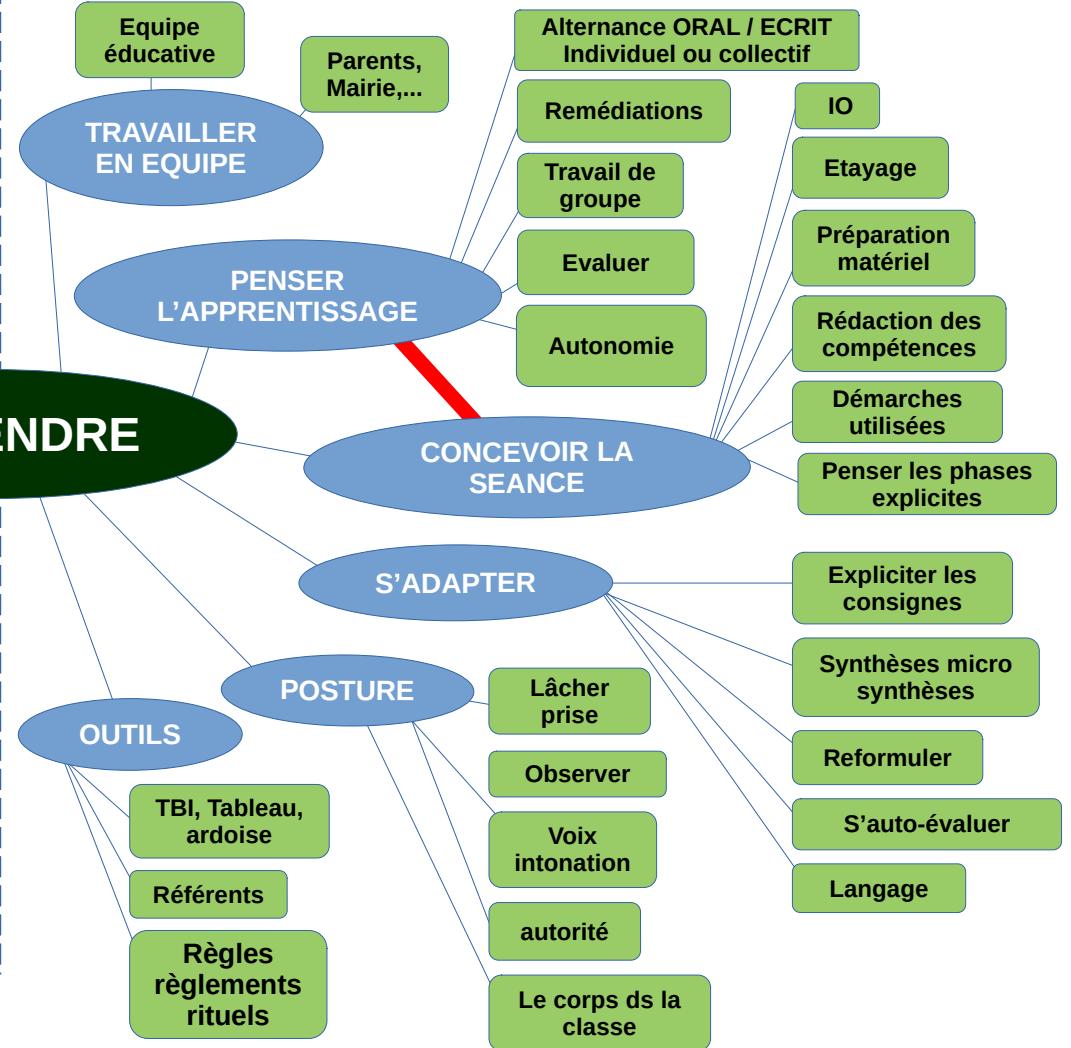 Equipe
éducative
Parents,
Mairie,...
TRAVAILLER
EN EQUIPE
Alternance ORAL / ECRIT
Individuel ou collectif
Remédiations
Travail de
groupe
Evaluer
Autonomie
PENSER
L’APPRENTISSAGE
IO
Etayage
Préparation
matériel
Rédaction des
compétences
Démarches
utilisées
Penser les phases
explicites
CONCEVOIR LA
SEANCE
ENDRE
S’ADAPTER
Expliciter les
consignes
Synthèses micro
synthèses
Reformuler
S’auto-évaluer
Langage
POSTURE
Lâcher
prise
Observer
Voix
intonation
autorité
Le corps ds la
classe
OUTILS
TBI, Tableau,
ardoise
Référents
Règles
règlements
rituels